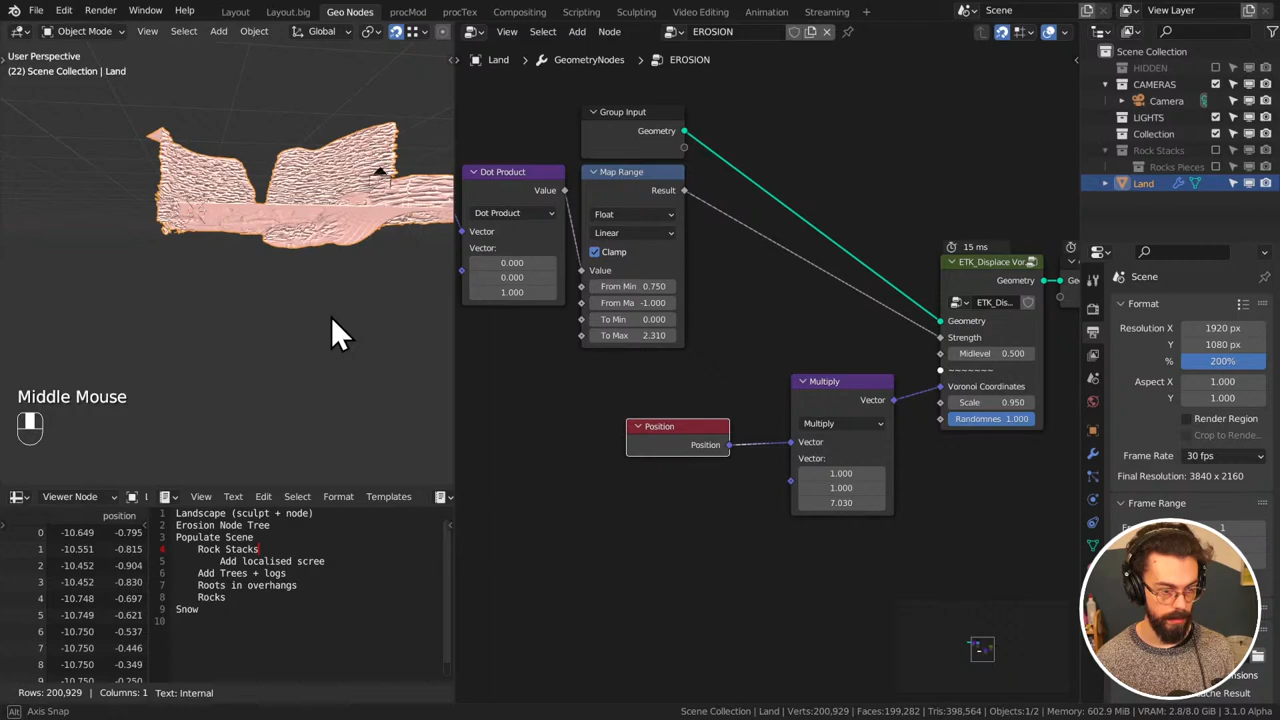 File Edit Render Window Help Layout Layout.big Geo Nodes procMod procTex Compositing Scripting Sculpting Video Editing Animation Streaming Scene View Layer
Object Mode View Select Add Object Global
View Select Add Node EROSION
User Perspective
(22) Scene Collection | Land
Land GeometryNodes EROSION
Scene Collection
HIDDEN
CAMERAS
Camera
LIGHTS
Collection
Rock Stacks
Rocks Pieces
Land
Group Input
Geometry
Dot Product
Value
Dot Product
Vector
Vector:
0.000
0.000
1.000
Map Range
Result
Float
Linear
Clamp
Value
From Min 0.750
From Ma -1.000
To Min 0.000
To Max 2.310
15 ms
ETK_Displace Vor
Geometry
ETK_Dis...
Geometry
Strength
Midlevel 0.500
~~~~~~~
Voronoi Coordinates
Scale 0.950
Randomnes 1.000
Multiply
Vector
Multiply
Vector
Vector:
1.000
1.000
7.030
Position
Position
Scene
Format
Resolution X 1920 px
Y 1080 px
% 200%
Aspect X 1.000
Y 1.000
Render Region
Crop to Rende..
Frame Rate 30 fps
Final Resolution: 3840 x 2160
Frame Range
Middle Mouse
Viewer Node
View Text Edit Select Format Templates
position
0 -10.649 -0.795
1 -10.551 -0.815
2 -10.452 -0.904
3 -10.582 -0.830
4 -10.748 -0.697
5 -10.749 -0.621
6 -10.750 -0.537
7 -10.750 -0.446
8 -10.750 -0.349
1 Landscape (sculpt + node)
2 Erosion Node Tree
3 Populate Scene
4 Rock Stacks
5 Add localised scree
6 Add Trees + logs
7 Roots in overhangs
8 Rocks
9 Snow
10
Rows: 200,929 | Columns: 1 Text: Internal
Alt Axis Snap
Scene Collection | Land | Verts:200,929 | Faces:199,282 | Tris:398,564 | Objects:1/2 | Memory: 602.9 MiB | VRAM: 2.8/8.0 GiB | 3.1.0 Alpha